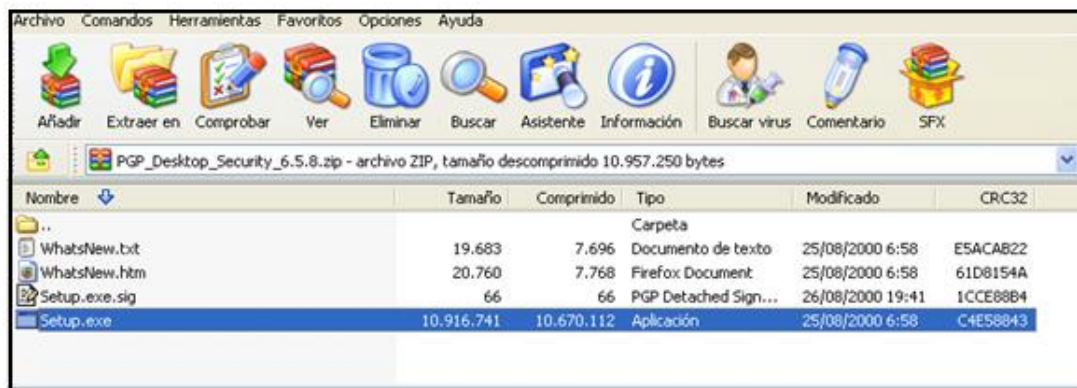 Archivo Comandos Herramientas Favoritos Opciones Ayuda
Añadir Extraer en Comprobar Ver Eliminar Buscar Asistente Información Buscar virus Comentario SFX
PGP_Desktop_Security_6.5.8.zip - archivo ZIP, tamaño descomprimido 10.957.250 bytes
Nombre Tamaño Comprimido Tipo Modificado CRC32
.. Carpeta
WhatsNew.txt 19.683 7.696 Documento de texto 25/08/2000 6:58 E5ACAB22
WhatsNew.htm 20.760 7.768 Firefox Document 25/08/2000 6:58 61D8154A
Setup.exe.sig 66 66 PGP Detached Sign... 26/08/2000 19:41 1CCE88B4
Setup.exe 10.916.741 10.670.112 Aplicación 25/08/2000 6:58 C4E58843